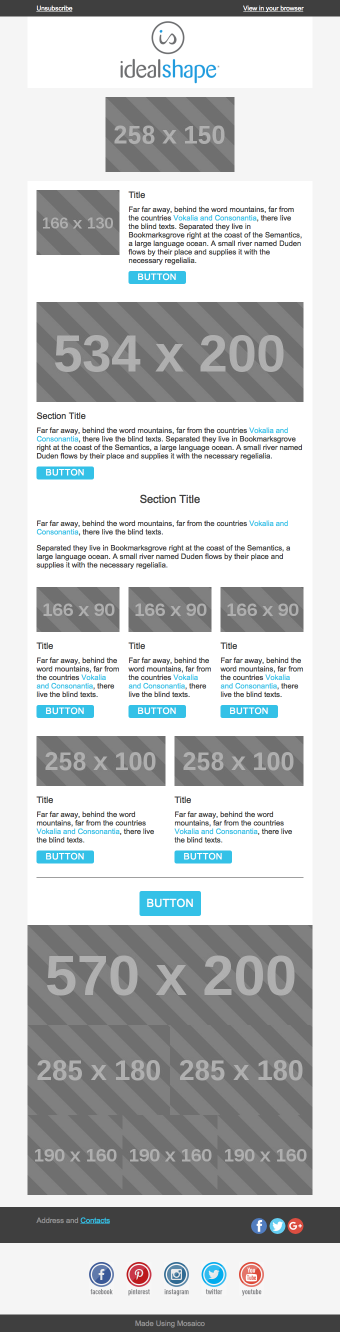 Unsubscribe
View in your browser
is
idealshape
258 x 150
166 x 130
Title
Far far away, behind the word mountains, far from
the countries Vokalia and Consonantia, there live
the blind texts. Separated they live in
Bookmarksgrove right at the coast of the Semantics,
a large language ocean. A small river named Duden
flows by their place and supplies it with the
necessary regelialia.
BUTTON
534 x 200
Section Title
Far far away, behind the word mountains, far from the countries Vokalia and
Consonantia, there live the blind texts. Separated they live in Bookmarksgrove
right at the coast of the Semantics, a large language ocean. A small river named
Duden flows by their place and supplies it with the necessary regelialia.
BUTTON
Section Title
Far far away, behind the word mountains, far from the countries Vokalia and
Consonantia, there live the blind texts.
Separated they live in Bookmarksgrove right at the coast of the Semantics, a
large language ocean. A small river named Duden flows by their place and
supplies it with the necessary regelialia.
166 x 90
Title
Far far away, behind the
word mountains, far from
the countries Vokalia
and Consonantia, there
live the blind texts.
BUTTON
166 x 90
Title
Far far away, behind the
word mountains, far from
the countries Vokalia
and Consonantia, there
live the blind texts.
BUTTON
166 x 90
Title
Far far away, behind the
word mountains, far from
the countries Vokalia
and Consonantia, there
live the blind texts.
BUTTON
258 x 100
Title
Far far away, behind the word
mountains, far from the countries
Vokalia and Consonantia, there live
the blind texts.
BUTTON
258 x 100
Title
Far far away, behind the word
mountains, far from the countries
Vokalia and Consonantia, there live
the blind texts.
BUTTON
BUTTON
570 x 200
285 x 180
285 x 180
190 x 160
190 x 160
190 x 160
Address and Contacts
f
G+
f
You
Tube
facebook
pinterest
instagram
twitter
youtube
Made Using Mosaico